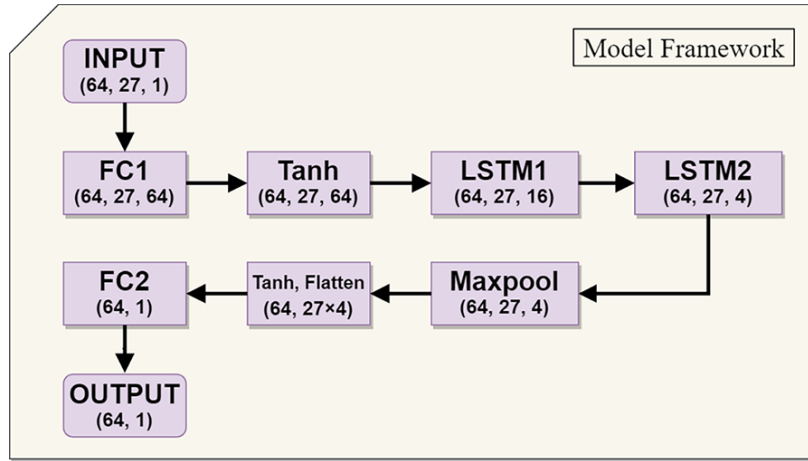 Model Framework
INPUT
(64, 27, 1)
FC1
(64, 27, 64)
Tanh
(64, 27, 64)
LSTM1
(64, 27, 16)
LSTM2
(64, 27, 4)
Maxpool
(64, 27, 4)
Tanh, Flatten
(64, 27×4)
FC2
(64, 1)
OUTPUT
(64, 1)